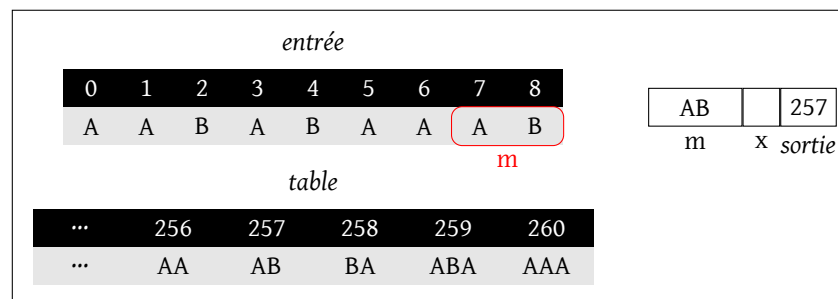 entrée
0 1 2 3 4 5 6 7 8
A A B A B A A A B
m
AB 257
m x sortie
table
... 256 257 258 259 260
... AA AB BA ABA AAA